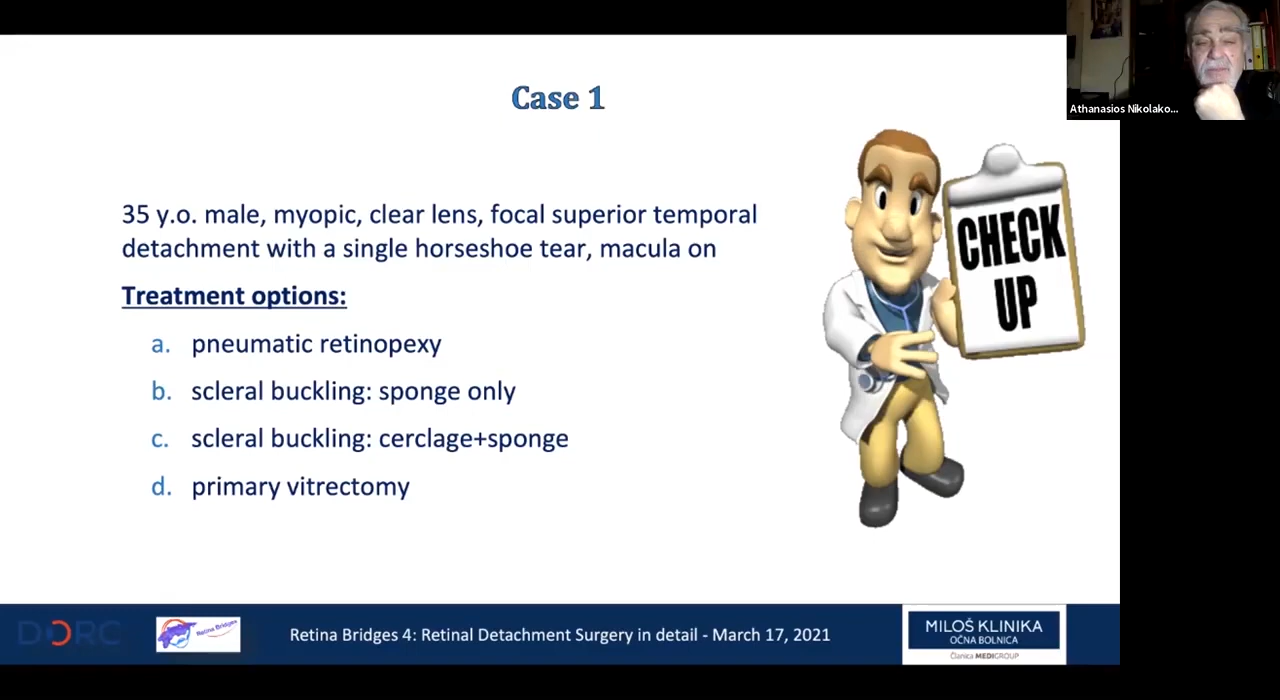 Case 1
Athanasios Nikolako...
35 y.o. male, myopic, clear lens, focal superior temporal
detachment with a single horseshoe tear, macula on
Treatment options:
a. pneumatic retinopexy
b. scleral buckling: sponge only
c. scleral buckling: cerclage+sponge
d. primary vitrectomy
CHECK
UP
DORC
Retina Bridges
Retina Bridges 4: Retinal Detachment Surgery in detail - March 17, 2021
MILOŠ KLINIKA
OČNA BOLNICA
Članica MEDIGROUP